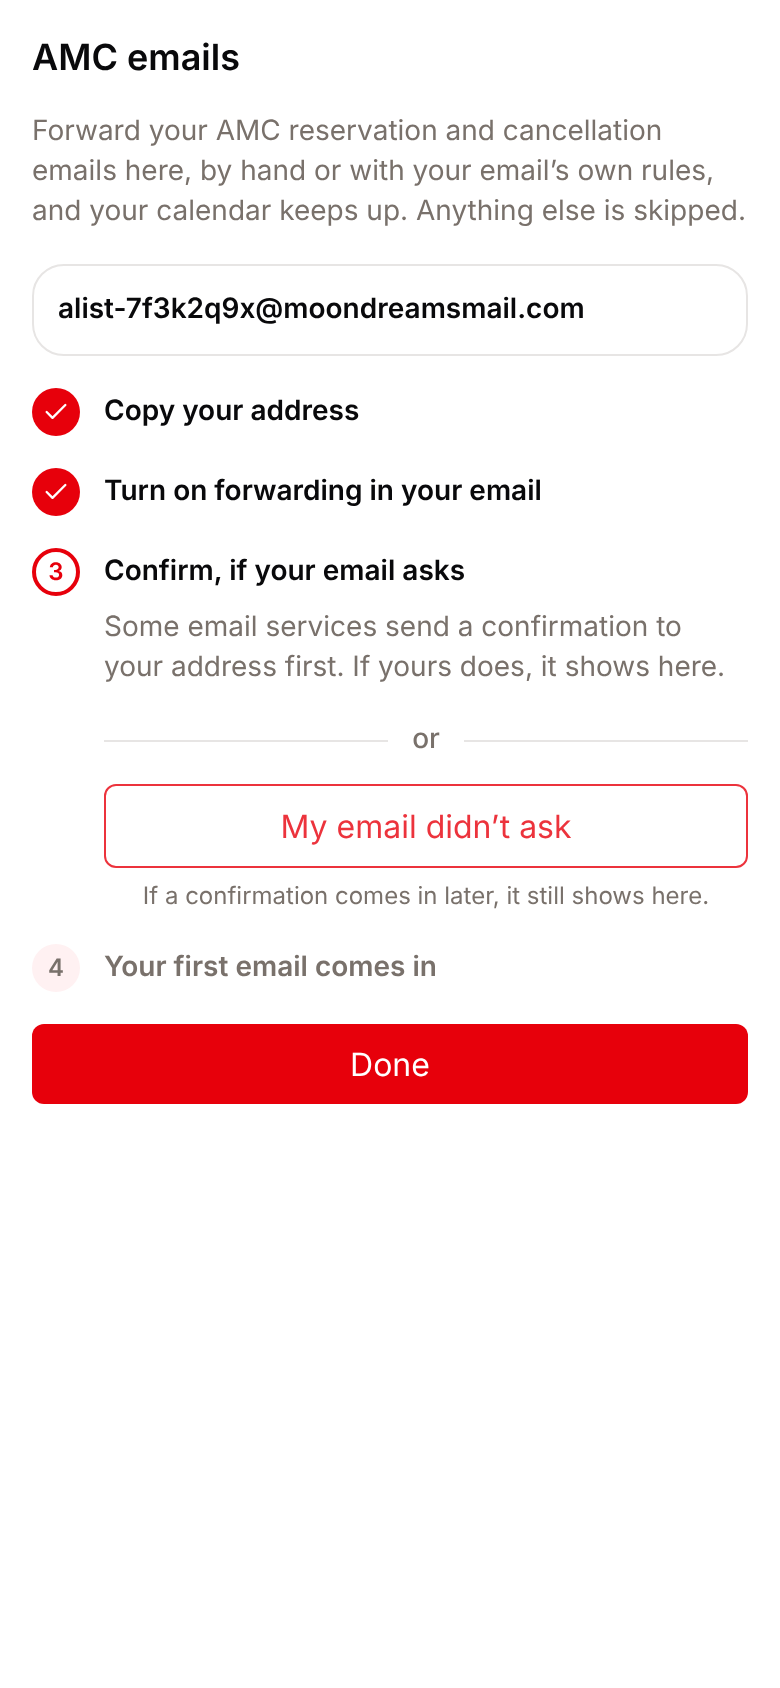 AMC emails
Forward your AMC reservation and cancellation
emails here, by hand or with your email’s own rules,
and your calendar keeps up. Anything else is skipped.
alist-7f3k2q9x@moondreamsmail.com
Copy your address
Turn on forwarding in your email
3 Confirm, if your email asks
Some email services send a confirmation to
your address first. If yours does, it shows here.
or
My email didn’t ask
If a confirmation comes in later, it still shows here.
4 Your first email comes in
Done